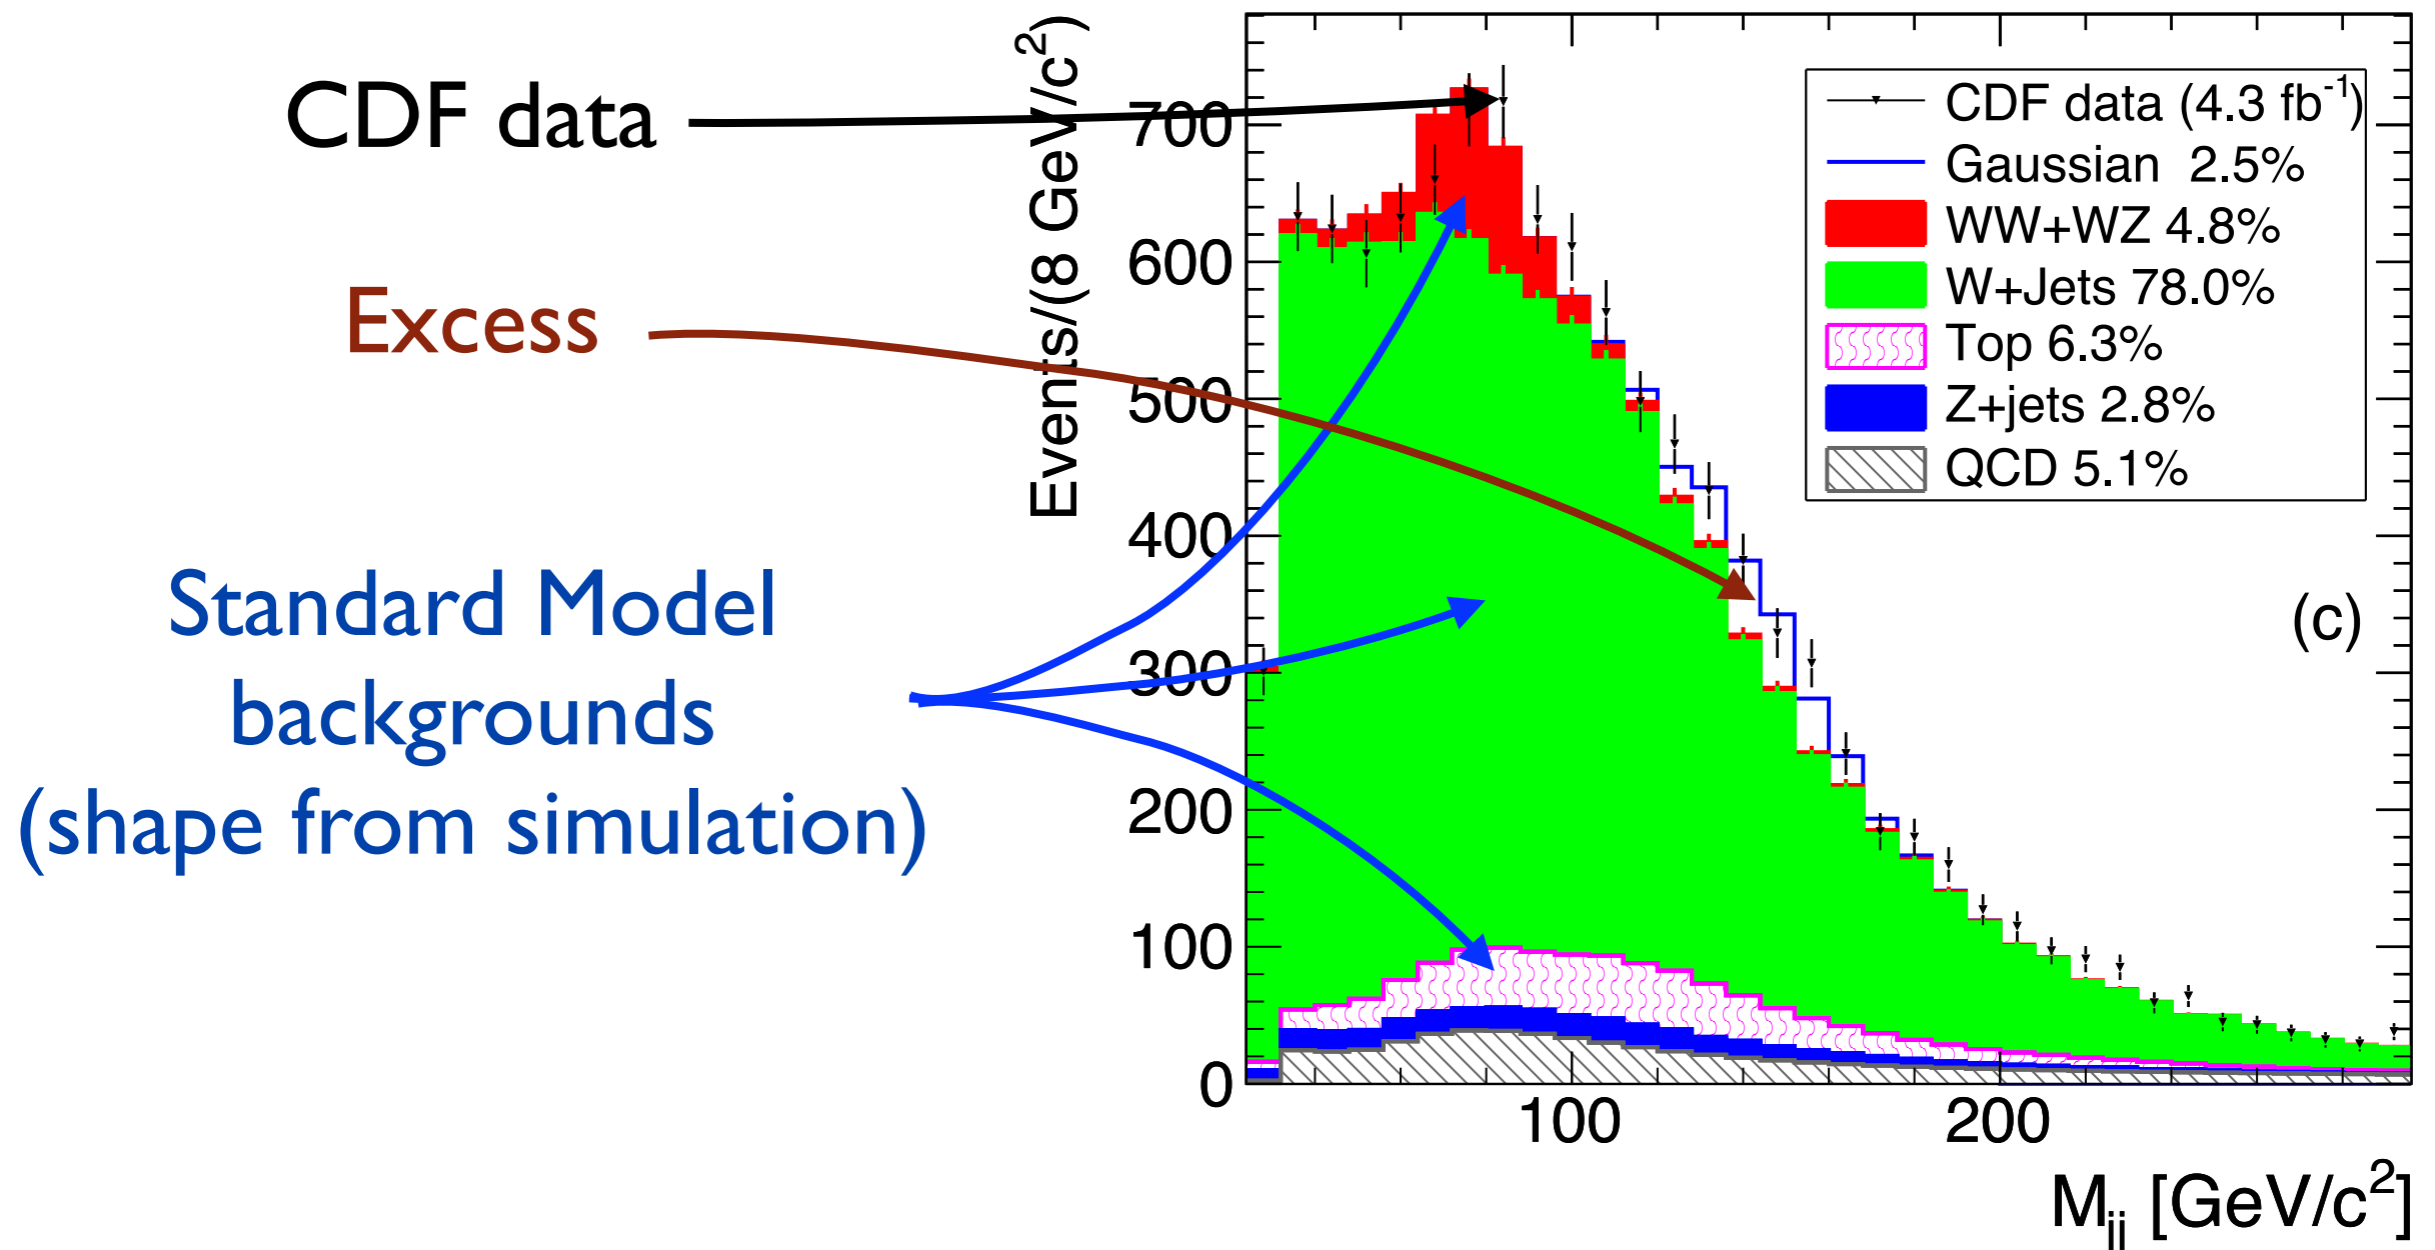 CDF data
Excess
Standard Model
backgrounds
(shape from simulation)
Events/(8 GeV/c²)
700
600
500
400
300
200
100
0
100
200
M_jj [GeV/c²]
CDF data (4.3 fb⁻¹)
Gaussian 2.5%
WW+WZ 4.8%
W+Jets 78.0%
Top 6.3%
Z+jets 2.8%
QCD 5.1%
(c)